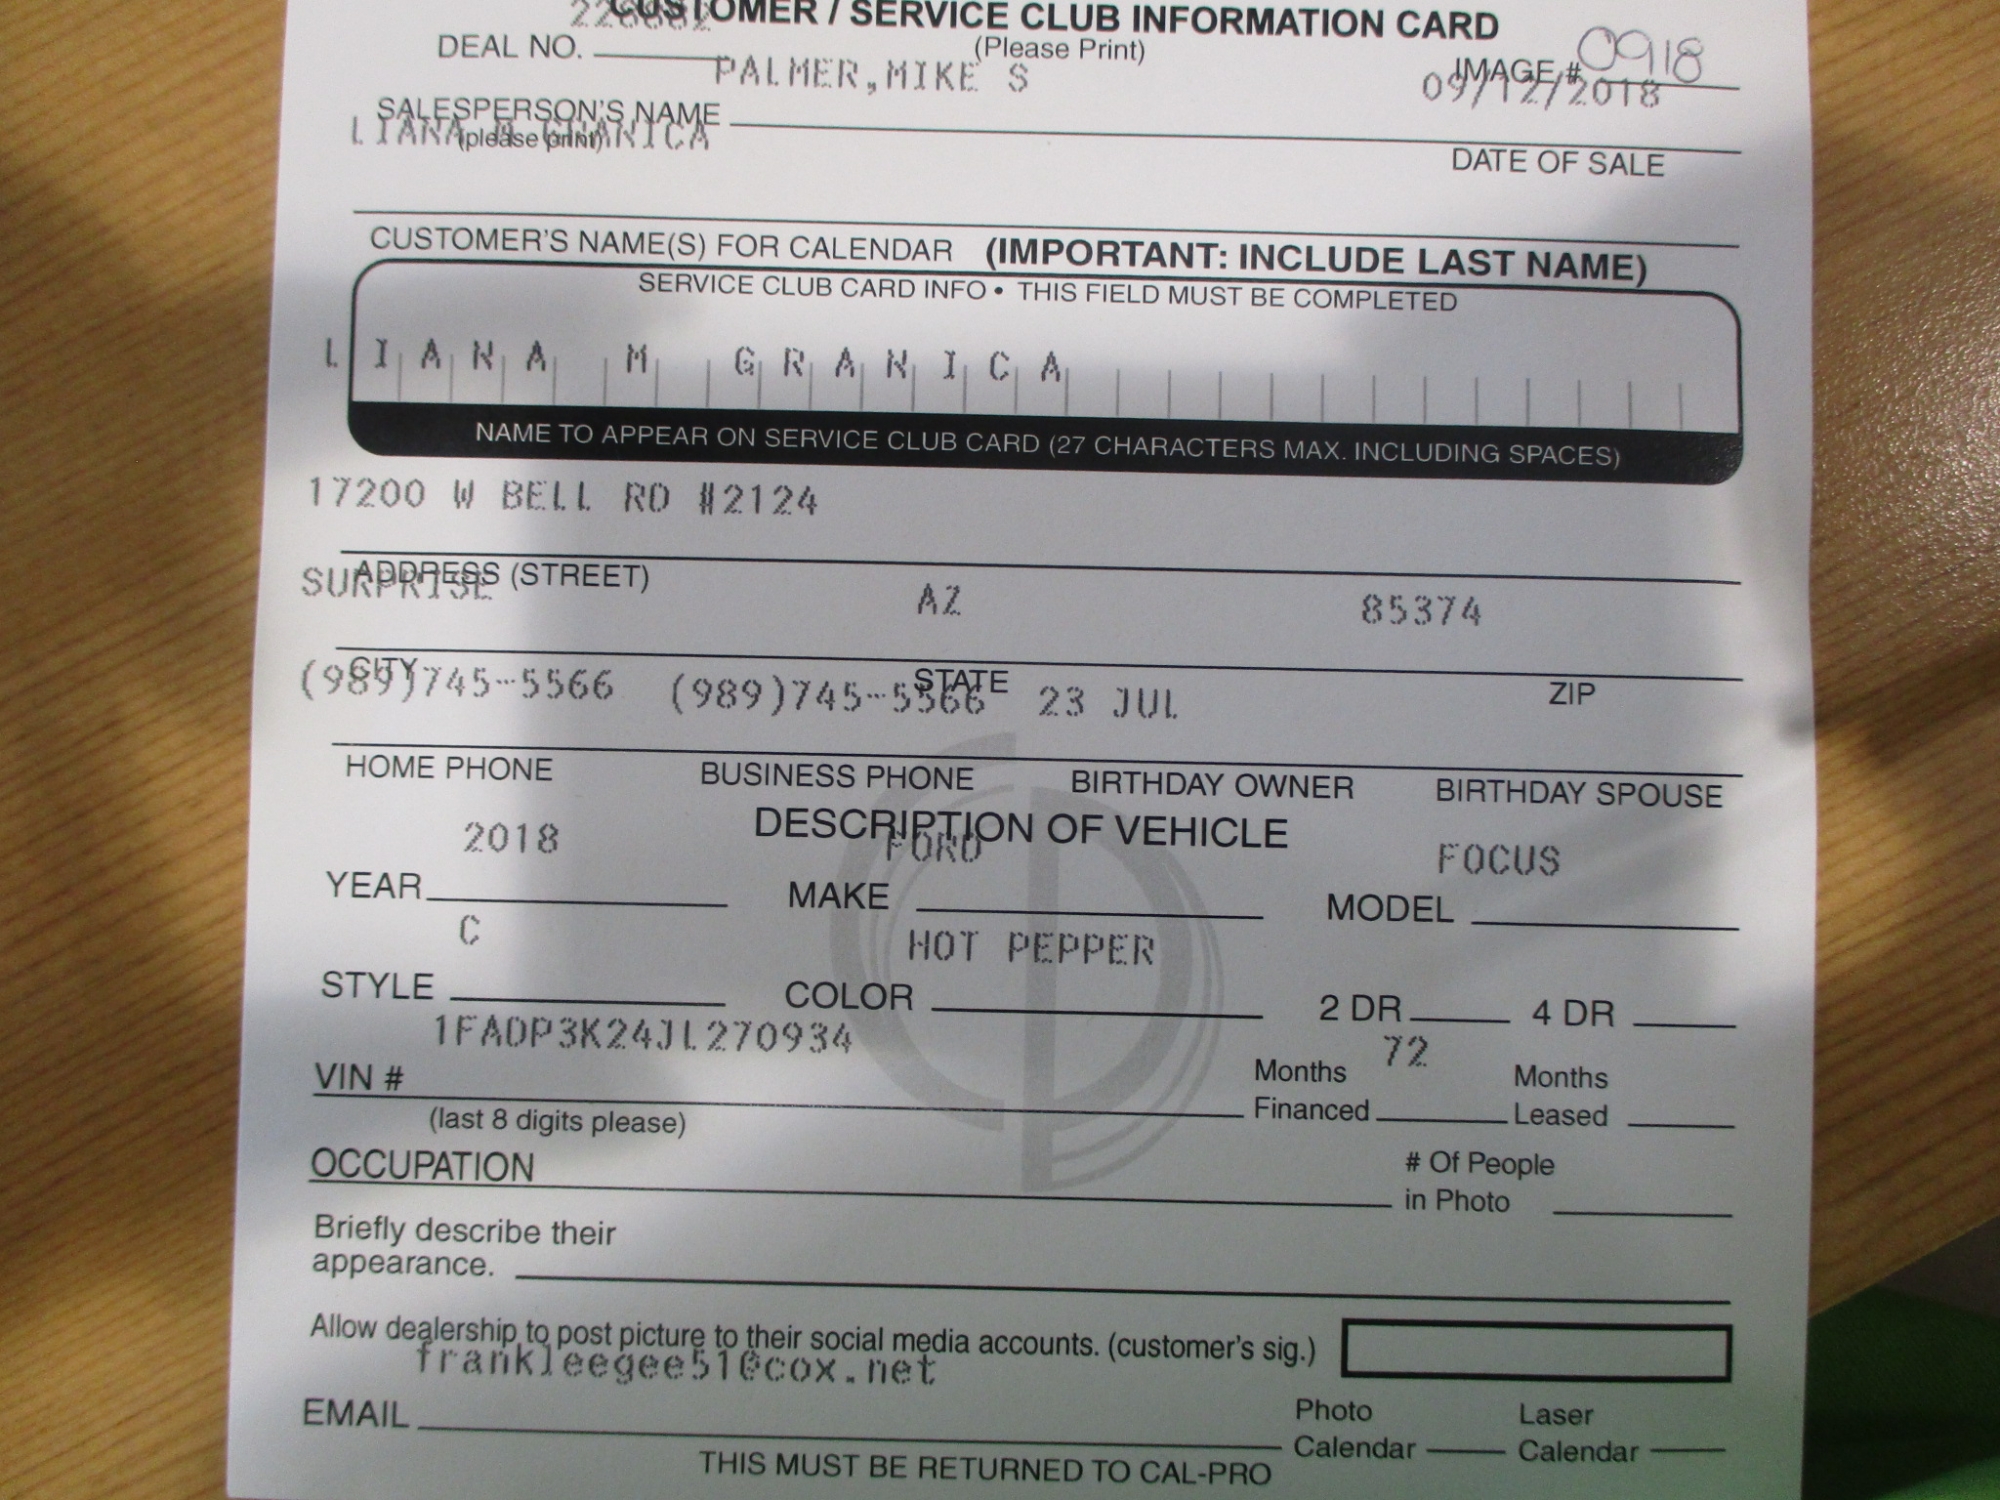 CUSTOMER / SERVICE CLUB INFORMATION CARD
(Please Print)
DEAL NO. 226882
IMAGE # 0918
PALMER,MIKE S 09/12/2018
SALESPERSON'S NAME
(please print)
DATE OF SALE
LIANA M GRANICA
CUSTOMER'S NAME(S) FOR CALENDAR (IMPORTANT: INCLUDE LAST NAME)
SERVICE CLUB CARD INFO • THIS FIELD MUST BE COMPLETED
LIANA M GRANICA
NAME TO APPEAR ON SERVICE CLUB CARD (27 CHARACTERS MAX. INCLUDING SPACES)
17200 W BELL RD #2124
ADDRESS (STREET)
SURPRISE AZ 85374
CITY STATE ZIP
(989)745-5566 (989)745-5566 23 JUL
HOME PHONE BUSINESS PHONE BIRTHDAY OWNER BIRTHDAY SPOUSE
DESCRIPTION OF VEHICLE
2018 FORD FOCUS
YEAR MAKE MODEL
C HOT PEPPER
STYLE COLOR 2 DR 4 DR
1FADP3K24JL270934 72
VIN # Months Financed Months Leased
(last 8 digits please)
OCCUPATION # Of People in Photo
Briefly describe their
appearance.
Allow dealership to post picture to their social media accounts. (customer's sig.)
frankleegee51@cox.net
EMAIL Photo Calendar Laser Calendar
THIS MUST BE RETURNED TO CAL-PRO